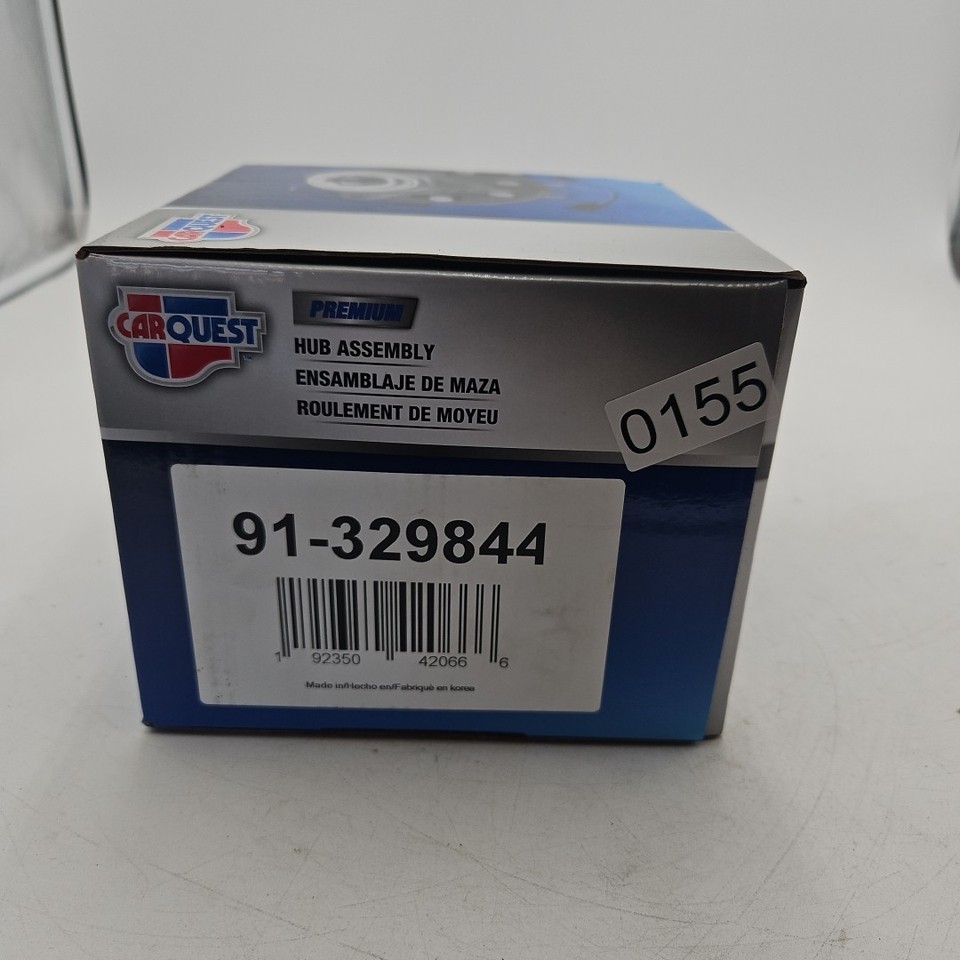 CARQUEST
CARQUEST
PREMIUM
HUB ASSEMBLY
ENSAMBLAJE DE MAZA
ROULEMENT DE MOYEU
0155
91-329844
1 92350 42066 6
Made in/Hecho en/Fabriqué en korea